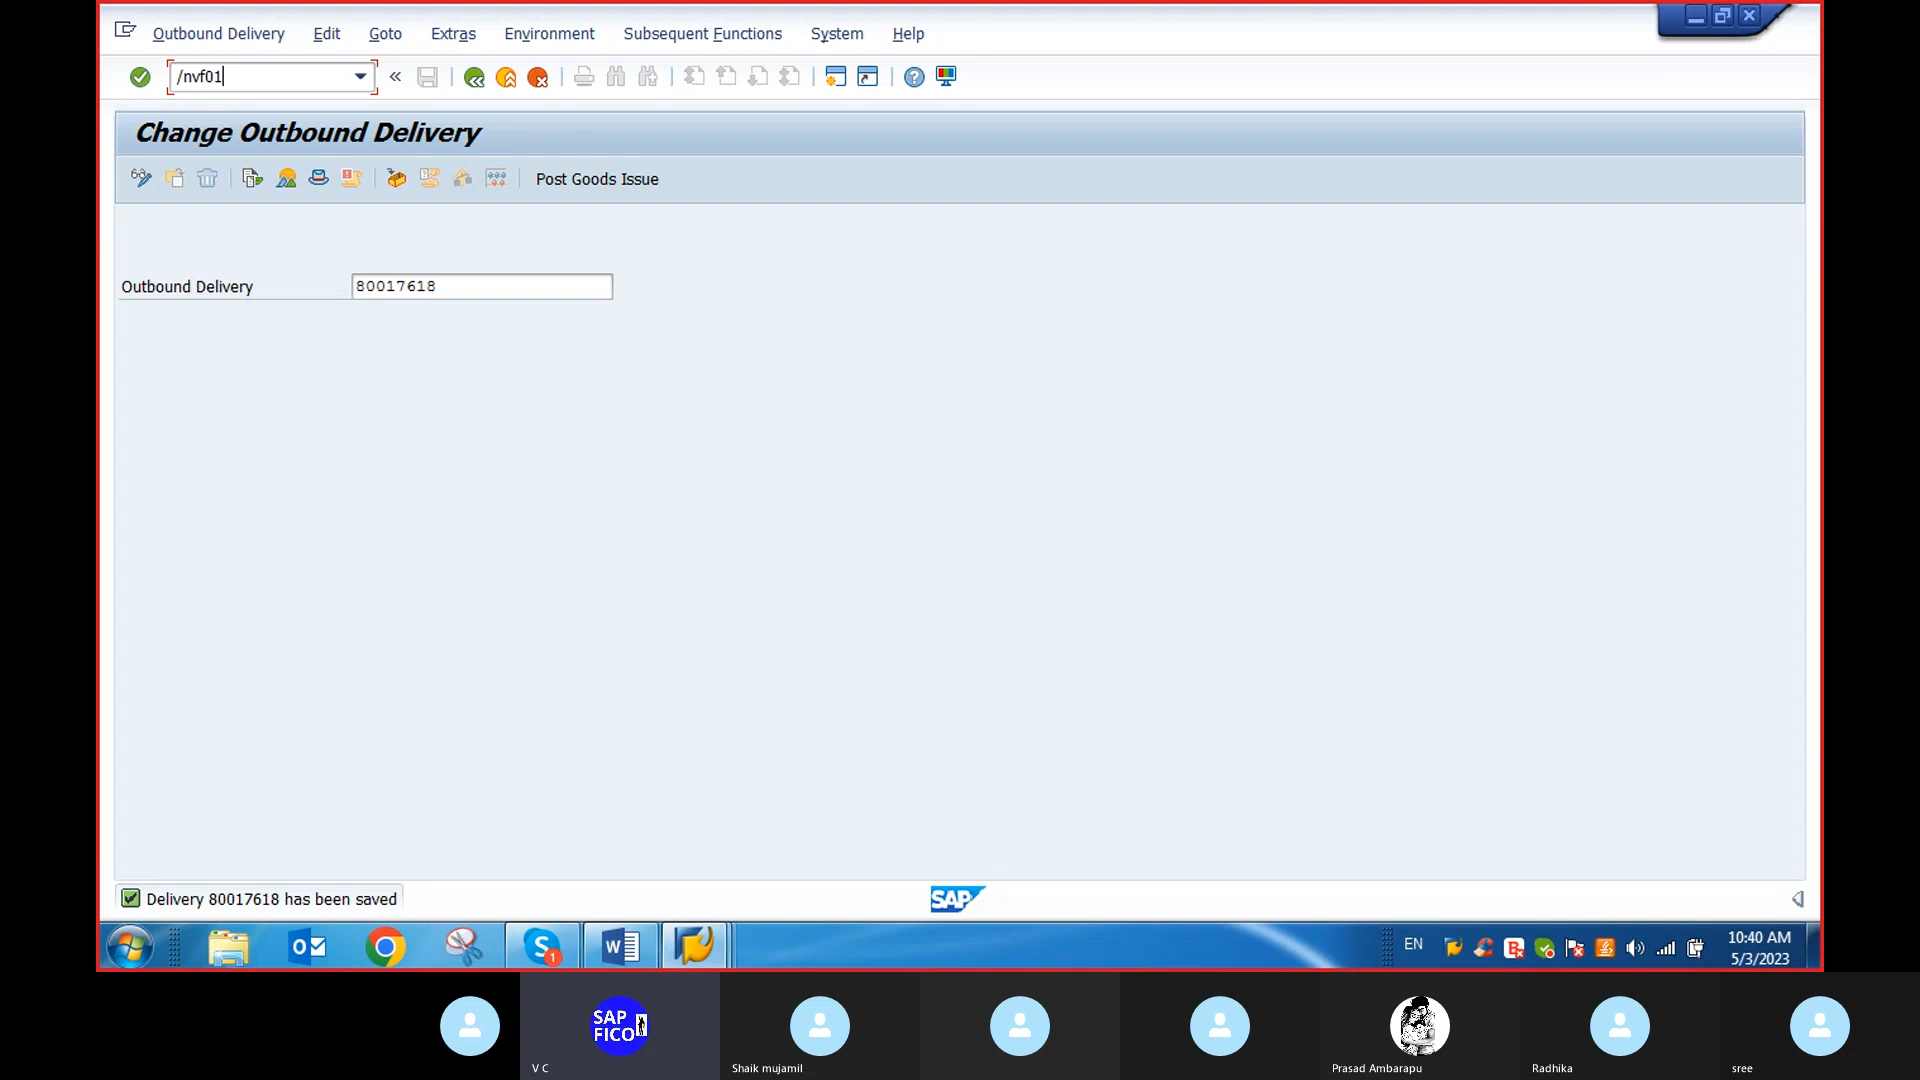 Outbound Delivery Edit Goto Extras Environment Subsequent Functions System Help
/nvf01
Change Outbound Delivery
Post Goods Issue
Outbound Delivery 80017618
Delivery 80017618 has been saved
SAP
EN
10:40 AM
5/3/2023
1
SAP
FICO
V C
Shaik mujamil
Prasad Ambarapu
Radhika
sree